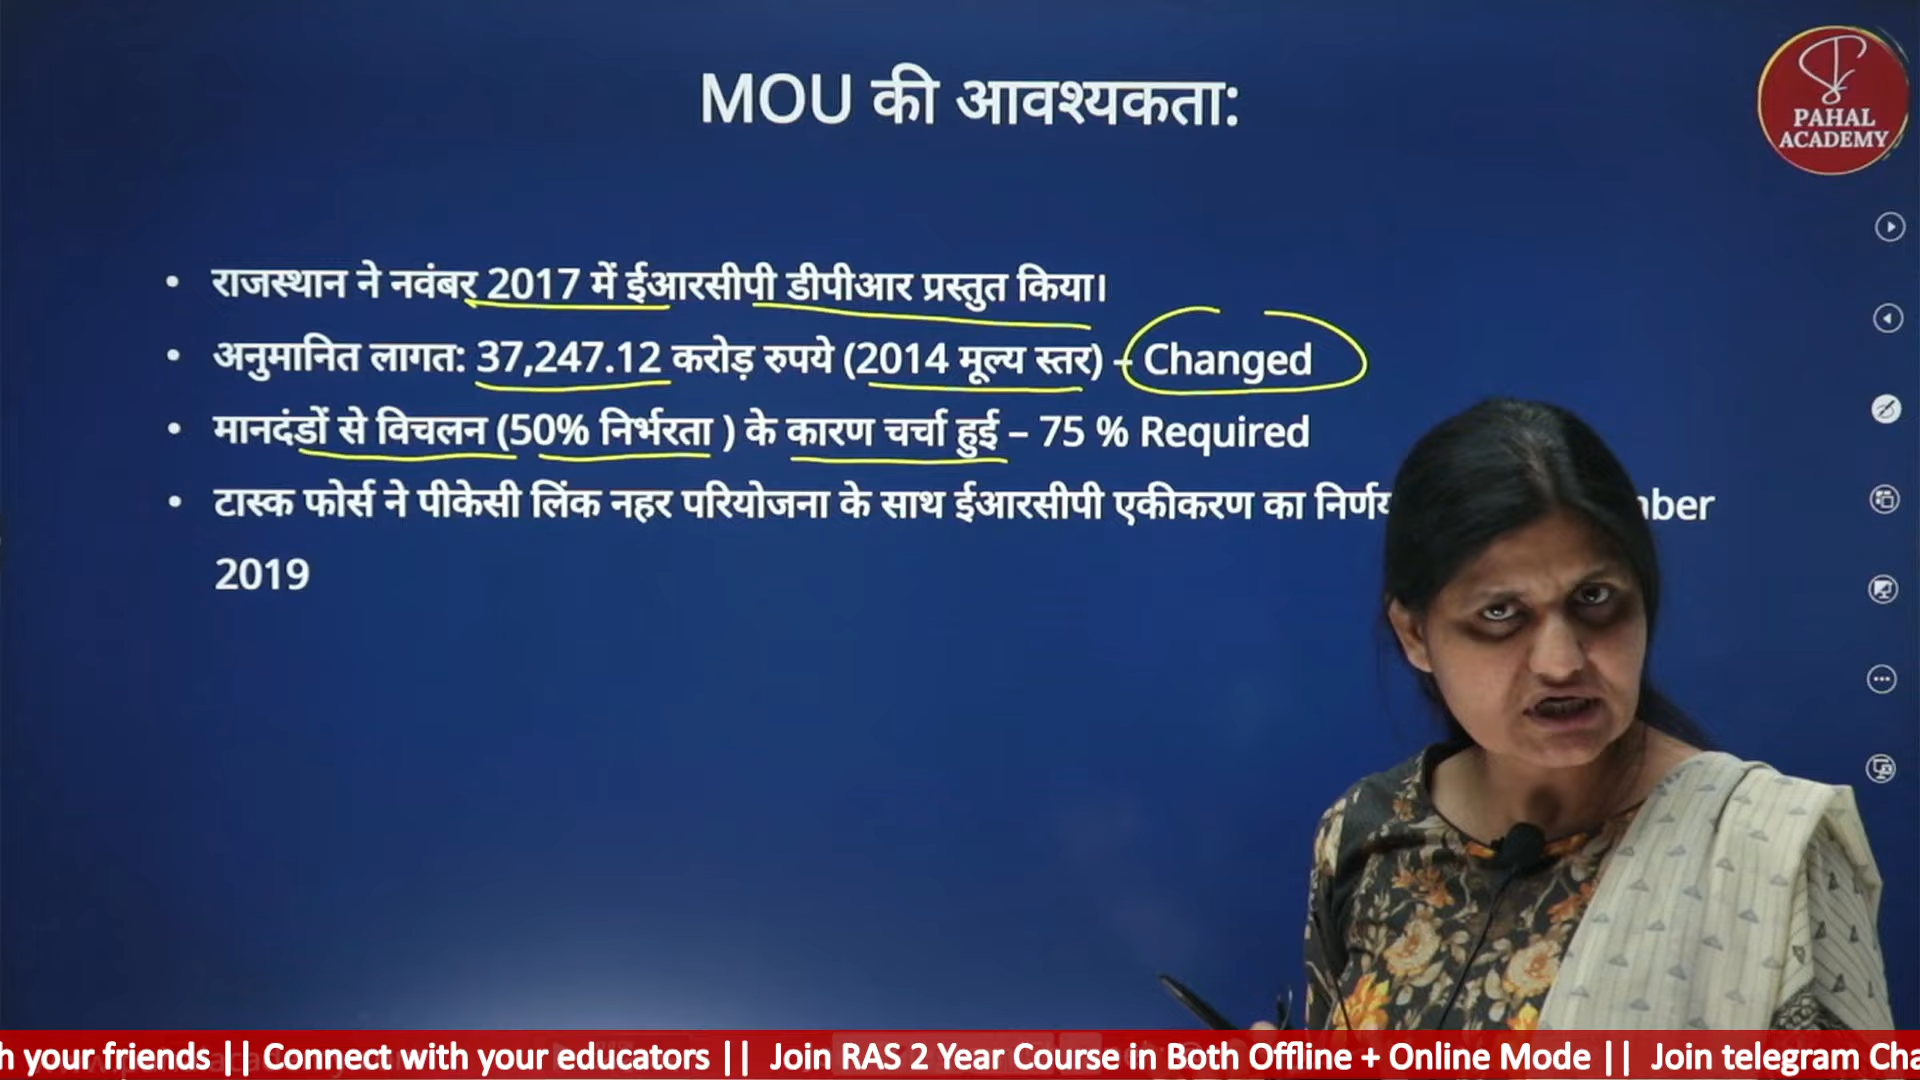 MOU की आवश्यकता:
PAHAL
ACADEMY
• राजस्थान ने नवंबर 2017 में ईआरसीपी डीपीआर प्रस्तुत किया।
• अनुमानित लागत: 37,247.12 करोड़ रुपये (2014 मूल्य स्तर) – Changed
• मानदंडों से विचलन (50% निर्भरता ) के कारण चर्चा हुई – 75 % Required
• टास्क फोर्स ने पीकेसी लिंक नहर परियोजना के साथ ईआरसीपी एकीकरण का
2019
your friends || Connect with your educators || Join RAS 2 Year Course in Both Offline + Online Mode || Join telegram